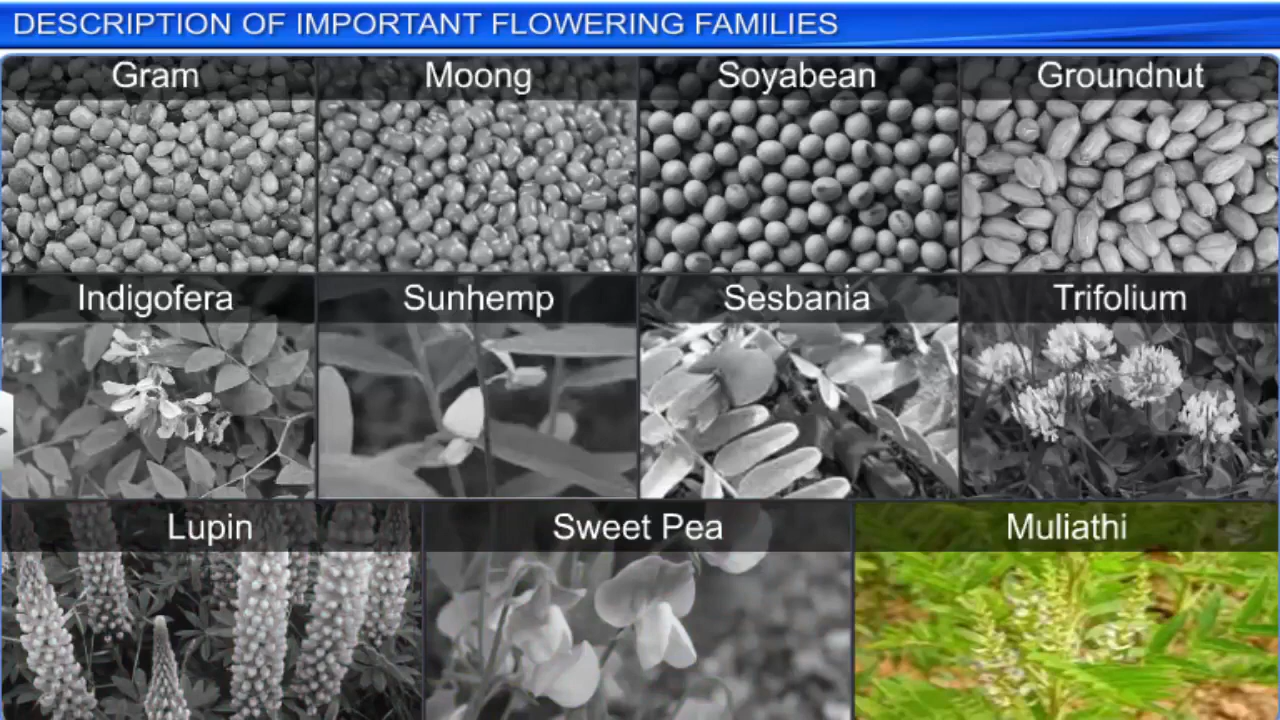 DESCRIPTION OF IMPORTANT FLOWERING FAMILIES
Gram
Moong
Soyabean
Groundnut
Indigofera
Sunhemp
Sesbania
Trifolium
Lupin
Sweet Pea
Muliathi